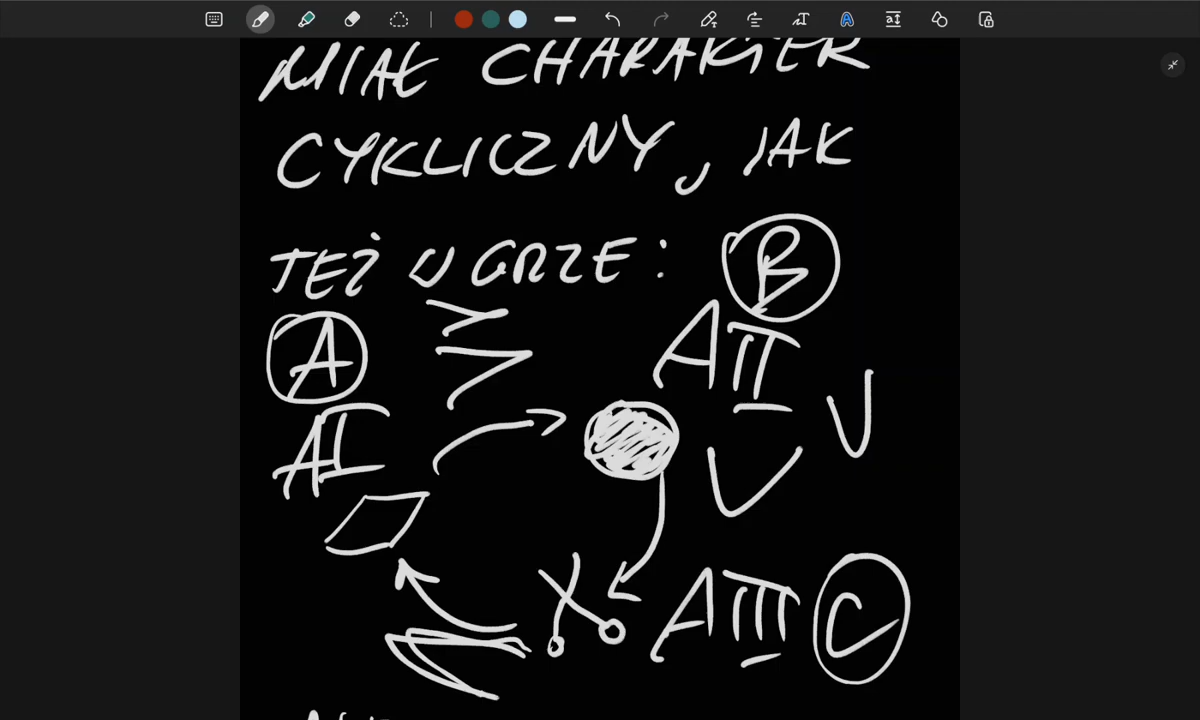 MIAŁ CHARAKTER
CYKLICZNY, JAK
TEŻ W GRZE: B
A > > AII
AI
AIII C